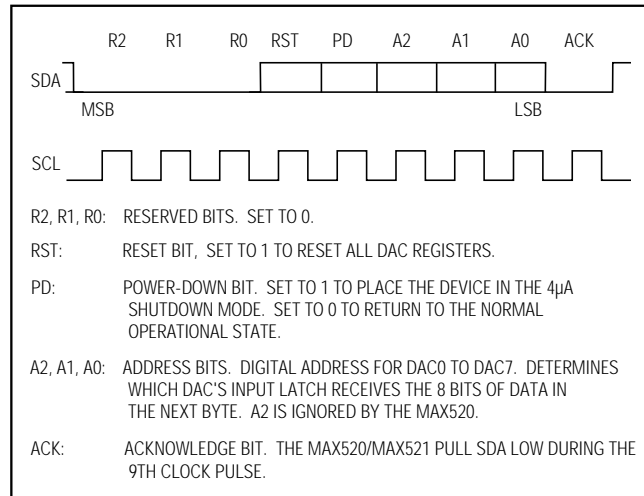 R2 R1 R0 RST PD A2 A1 A0 ACK
SDA
MSB LSB
SCL
R2, R1, R0: RESERVED BITS. SET TO 0.
RST: RESET BIT, SET TO 1 TO RESET ALL DAC REGISTERS.
PD: POWER-DOWN BIT. SET TO 1 TO PLACE THE DEVICE IN THE 4µA
SHUTDOWN MODE. SET TO 0 TO RETURN TO THE NORMAL
OPERATIONAL STATE.
A2, A1, A0: ADDRESS BITS. DIGITAL ADDRESS FOR DAC0 TO DAC7. DETERMINES
WHICH DAC'S INPUT LATCH RECEIVES THE 8 BITS OF DATA IN
THE NEXT BYTE. A2 IS IGNORED BY THE MAX520.
ACK: ACKNOWLEDGE BIT. THE MAX520/MAX521 PULL SDA LOW DURING THE
9TH CLOCK PULSE.